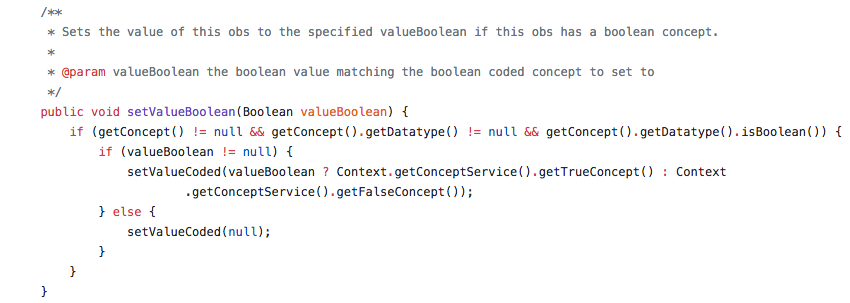 /**
 * Sets the value of this obs to the specified valueBoolean if this obs has a boolean concept.
 *
 * @param valueBoolean the boolean value matching the boolean coded concept to set to
 */
public void setValueBoolean(Boolean valueBoolean) {
    if (getConcept() != null && getConcept().getDatatype() != null && getConcept().getDatatype().isBoolean()) {
        if (valueBoolean != null) {
            setValueCoded(valueBoolean ? Context.getConceptService().getTrueConcept() : Context
                    .getConceptService().getFalseConcept());
        } else {
            setValueCoded(null);
        }
    }
}